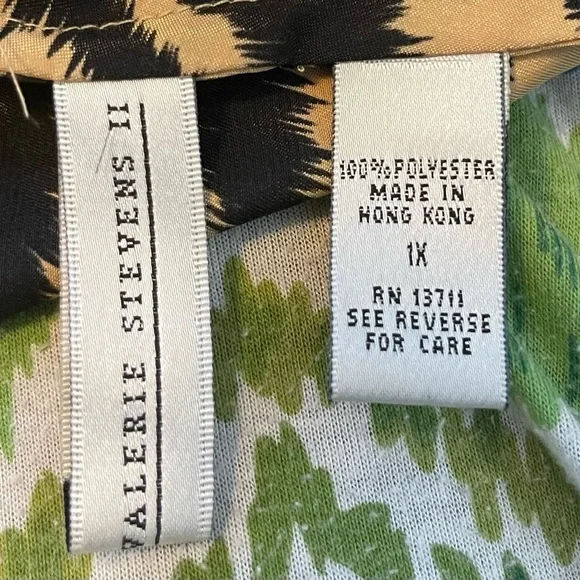 VALERIE STEVENS II
100% POLYESTER
MADE IN
HONG KONG
1X
RN 13711
SEE REVERSE
FOR CARE